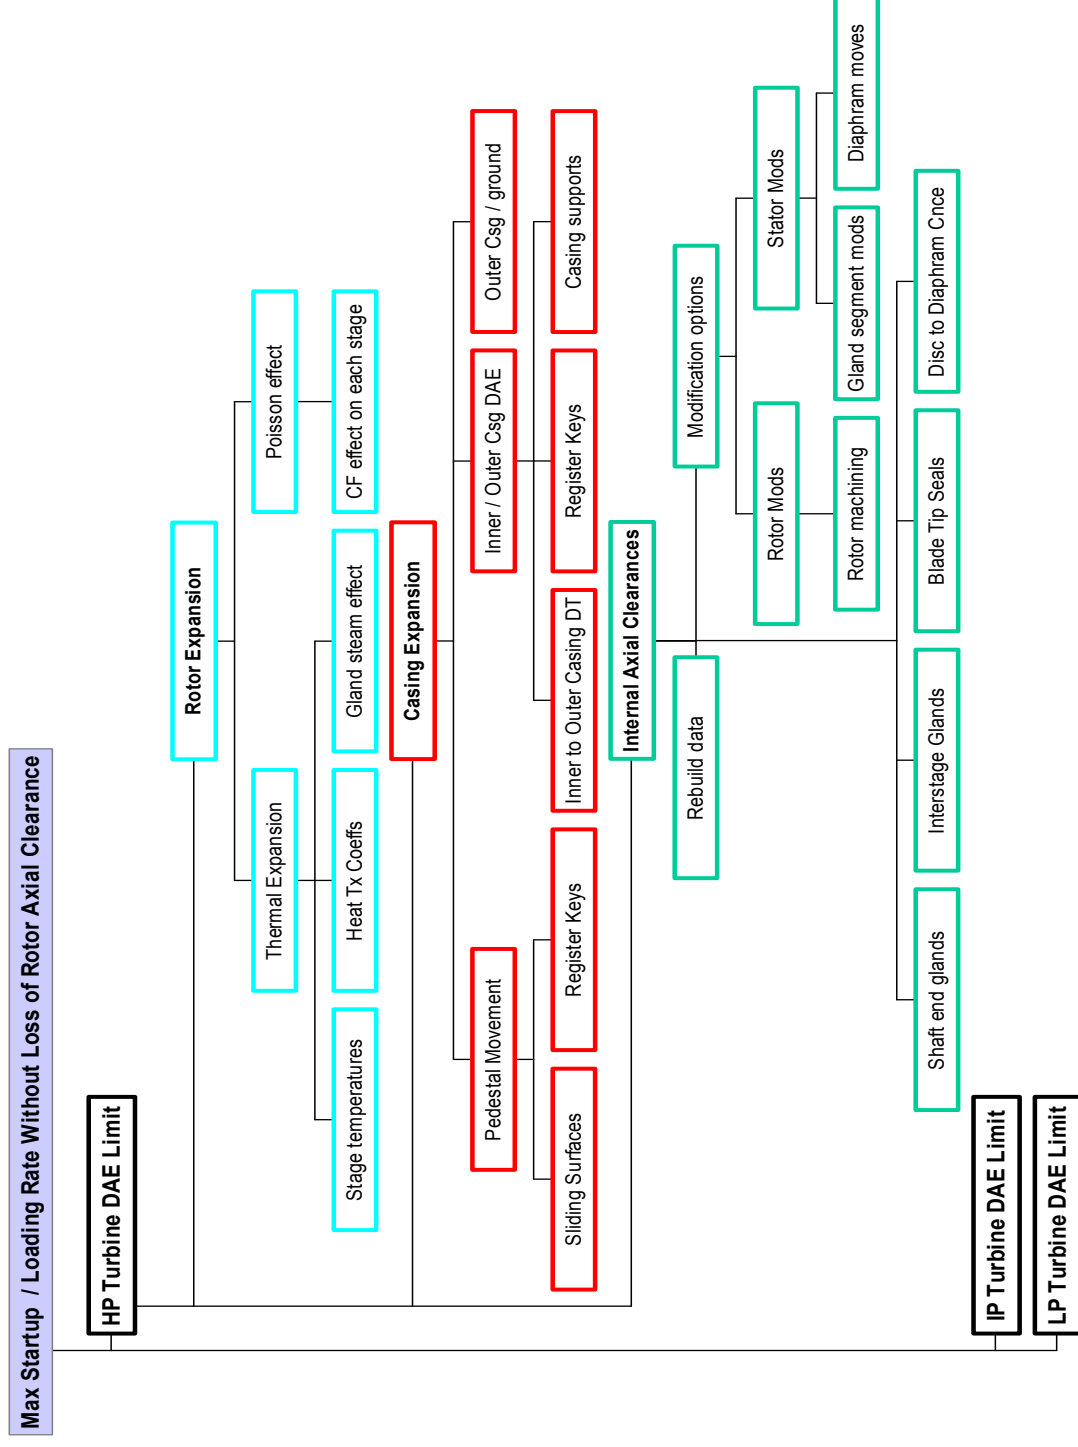 Max Startup / Loading Rate Without Loss of Rotor Axial Clearance
HP Turbine DAE Limit
Rotor Expansion
Thermal Expansion
Poisson effect
Stage temperatures
Heat Tx Coeffs
Gland steam effect
CF effect on each stage
Casing Expansion
Pedestal Movement
Inner / Outer Csg DAE
Outer Csg / ground
Sliding Surfaces
Register Keys
Inner to Outer Casing DT
Register Keys
Casing supports
Internal Axial Clearances
Rebuild data
Modification options
Rotor Mods
Stator Mods
Rotor machining
Gland segment mods
Diaphram moves
Shaft end glands
Interstage Glands
Blade Tip Seals
Disc to Diaphram Cnce
IP Turbine DAE Limit
LP Turbine DAE Limit